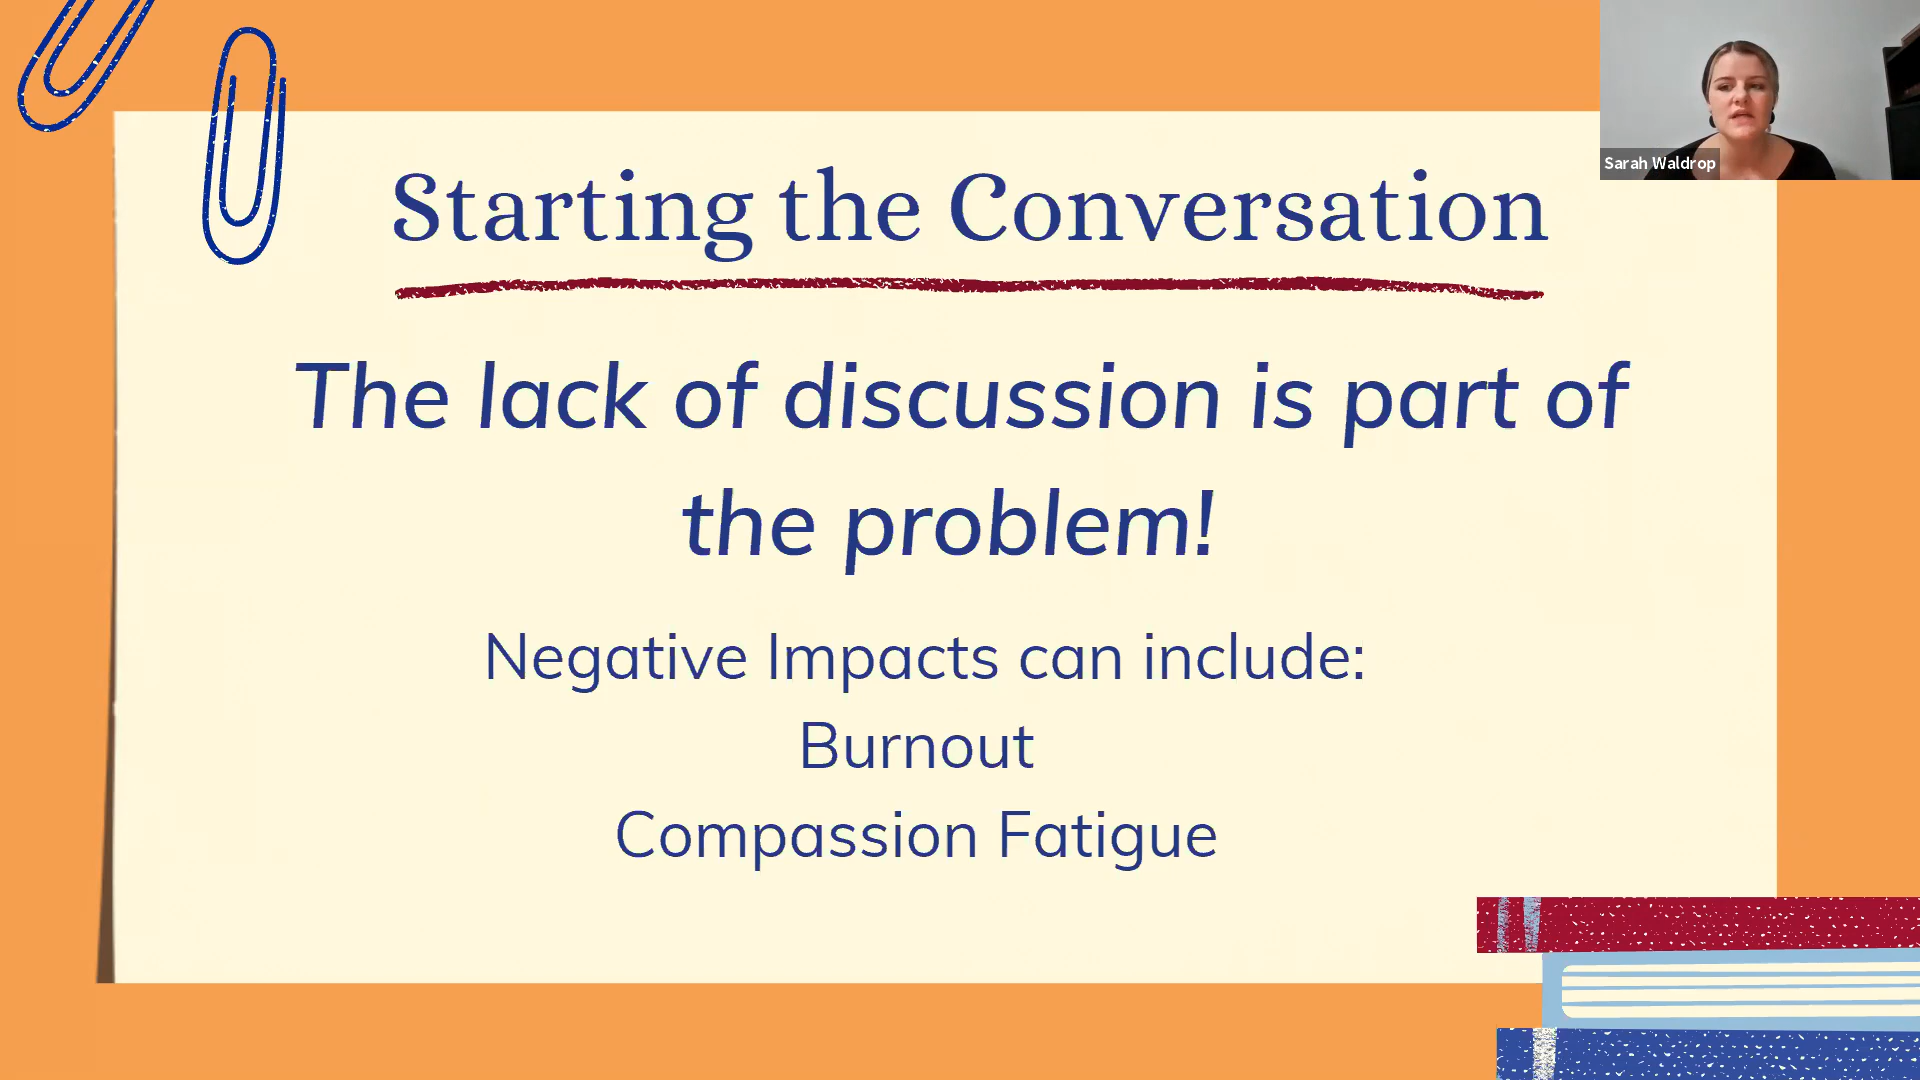 Sarah Waldrop
Starting the Conversation
The lack of discussion is part of
the problem!
Negative Impacts can include:
Burnout
Compassion Fatigue